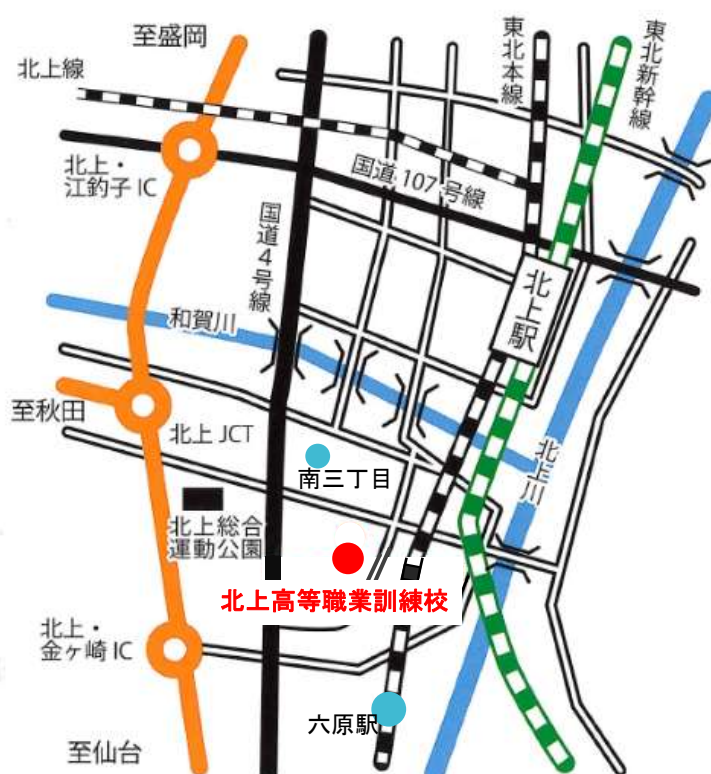 至盛岡
北上線
東北本線
東北新幹線
北上・
江釣子 IC
国道 107 号線
国道4号線
北上駅
和賀川
至秋田
北上 JCT
北上川
南三丁目
北上総合
運動公園
北上高等職業訓練校
北上・
金ヶ崎 IC
六原駅
至仙台